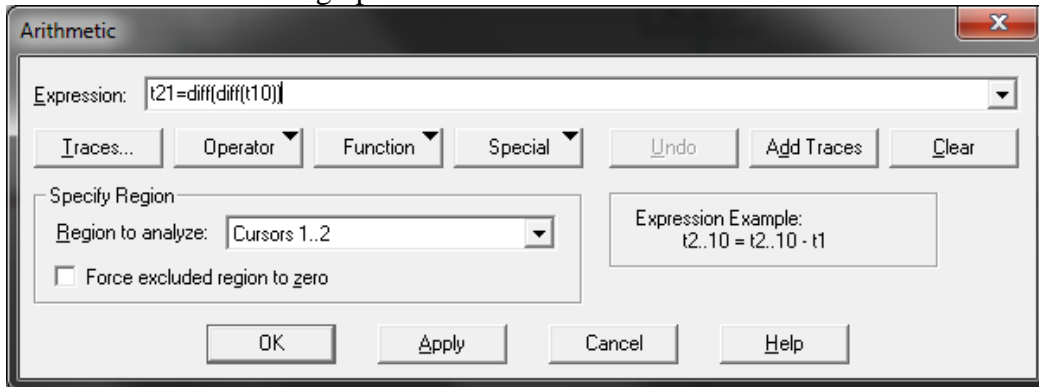 Arithmetic
Expression: t21=diff(diff(t10))
Traces... Operator Function Special Undo Add Traces Clear
Specify Region
Region to analyze: Cursors 1..2
Force excluded region to zero
Expression Example:
t2..10 = t2..10 - t1
OK Apply Cancel Help